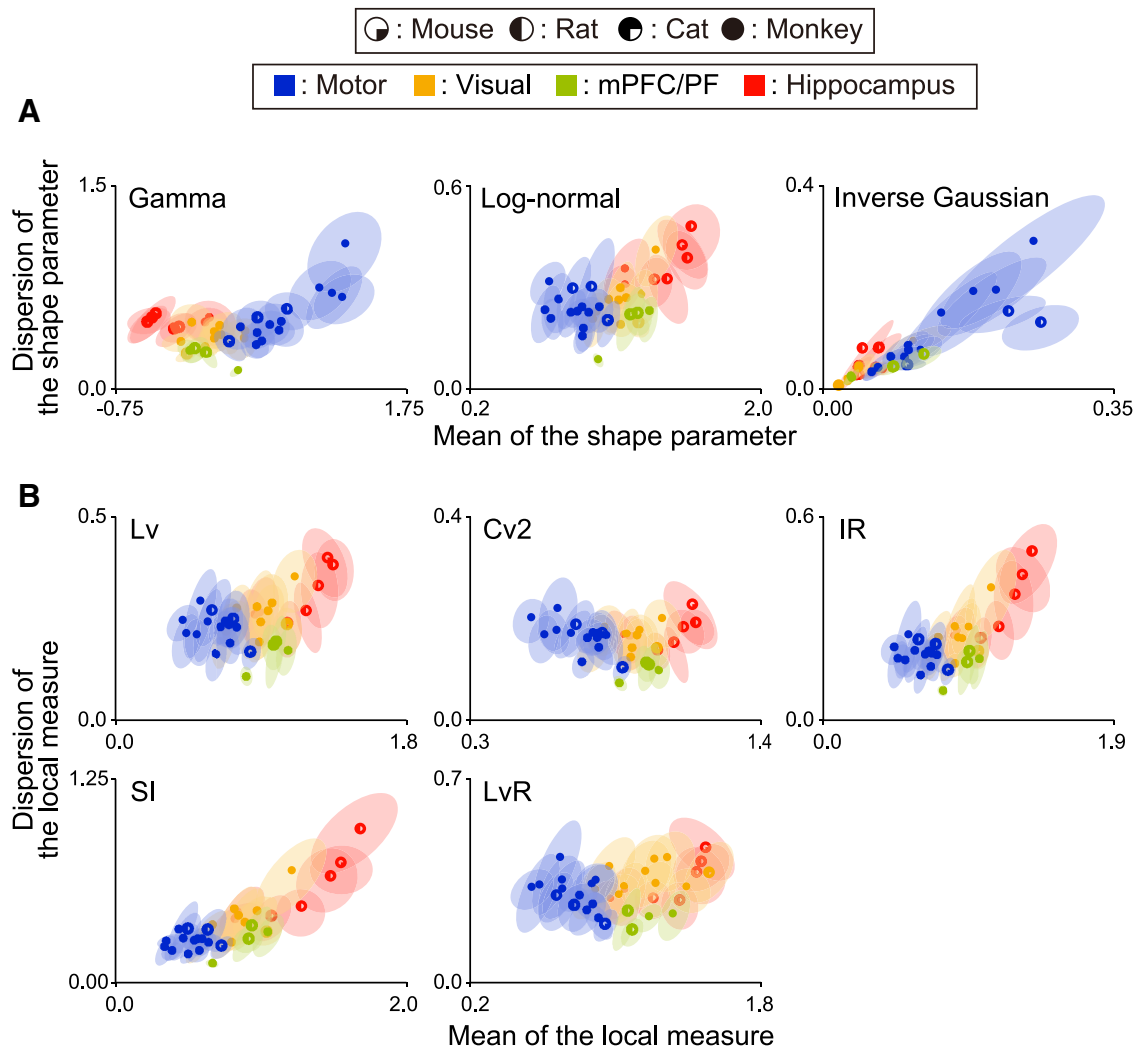 : Mouse : Rat : Cat : Monkey
: Motor : Visual : mPFC/PF : Hippocampus
A
Dispersion of
the shape parameter
1.5
Gamma
0.0
-0.75
1.75
0.6
Log-normal
0.0
0.2
2.0
0.4
Inverse Gaussian
0.0
0.00
0.35
Mean of the shape parameter
B
Dispersion of
the local measure
0.5
Lv
0.0
0.0
1.8
0.4
Cv2
0.0
0.3
1.4
0.6
IR
0.0
0.0
1.9
1.25
SI
0.00
0.0
2.0
0.7
LvR
0.0
0.2
1.8
Mean of the local measure